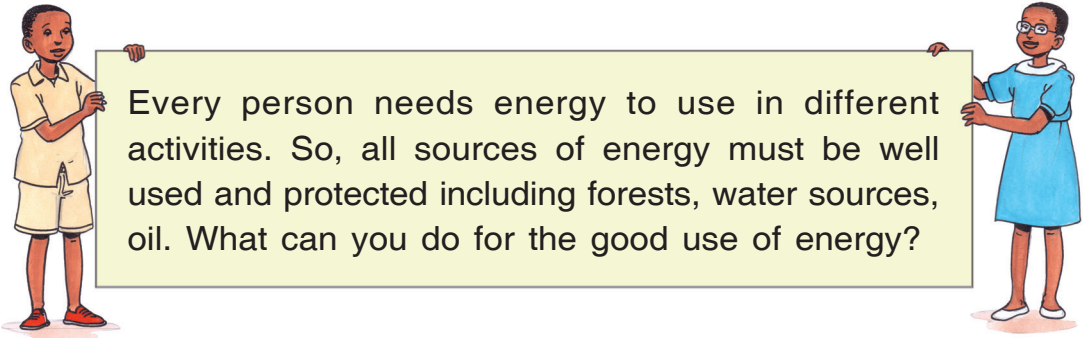 Every person needs energy to use in different
activities. So, all sources of energy must be well
used and protected including forests, water sources,
oil. What can you do for the good use of energy?